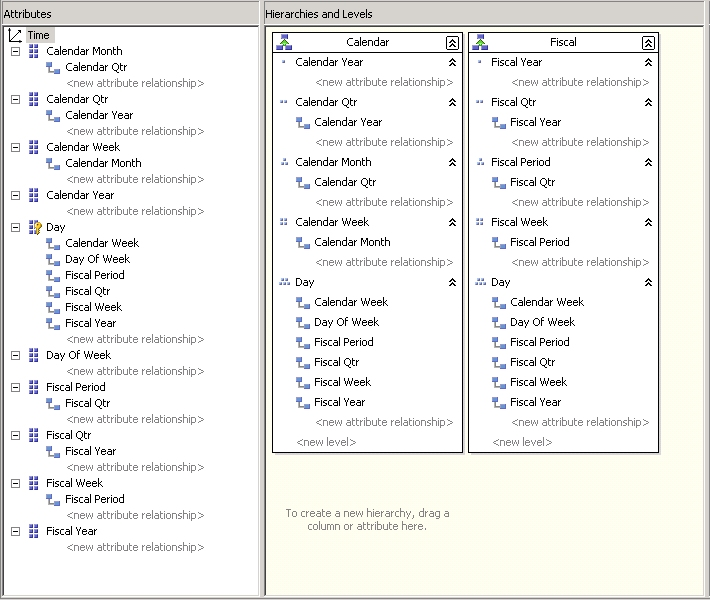 Attributes
Time
Calendar Month
Calendar Qtr
<new attribute relationship>
Calendar Qtr
Calendar Year
<new attribute relationship>
Calendar Week
Calendar Month
<new attribute relationship>
Calendar Year
<new attribute relationship>
Day
Calendar Week
Day Of Week
Fiscal Period
Fiscal Qtr
Fiscal Week
Fiscal Year
<new attribute relationship>
Day Of Week
<new attribute relationship>
Fiscal Period
Fiscal Qtr
<new attribute relationship>
Fiscal Qtr
Fiscal Year
<new attribute relationship>
Fiscal Week
Fiscal Period
<new attribute relationship>
Fiscal Year
<new attribute relationship>
Hierarchies and Levels
Calendar
Calendar Year
<new attribute relationship>
Calendar Qtr
Calendar Year
<new attribute relationship>
Calendar Month
Calendar Qtr
<new attribute relationship>
Calendar Week
Calendar Month
<new attribute relationship>
Day
Calendar Week
Day Of Week
Fiscal Period
Fiscal Qtr
Fiscal Week
Fiscal Year
<new attribute relationship>
<new level>
Fiscal
Fiscal Year
<new attribute relationship>
Fiscal Qtr
Fiscal Year
<new attribute relationship>
Fiscal Period
Fiscal Qtr
<new attribute relationship>
Fiscal Week
Fiscal Period
<new attribute relationship>
Day
Calendar Week
Day Of Week
Fiscal Period
Fiscal Qtr
Fiscal Week
Fiscal Year
<new attribute relationship>
<new level>
To create a new hierarchy, drag a
column or attribute here.